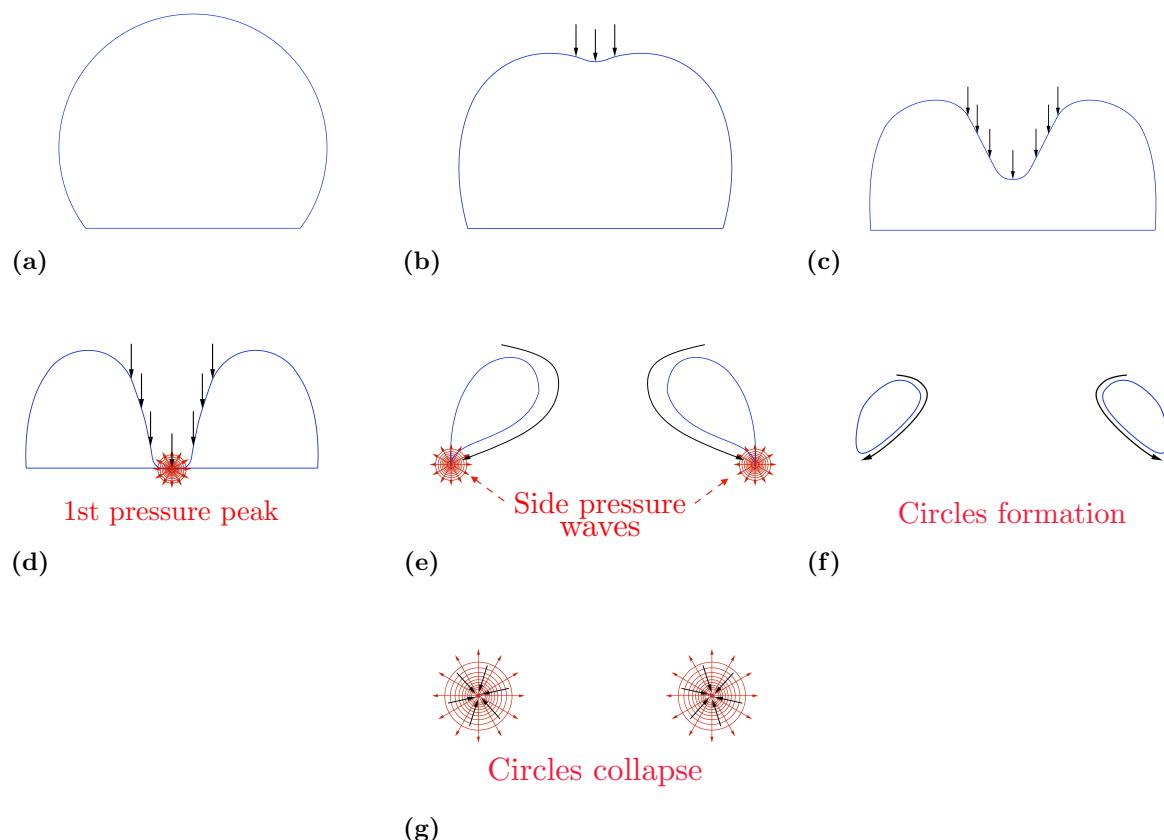 (a)
(b)
(c)
1st pressure peak
Side pressure
waves
Circles formation
(d)
(e)
(f)
Circles collapse
(g)